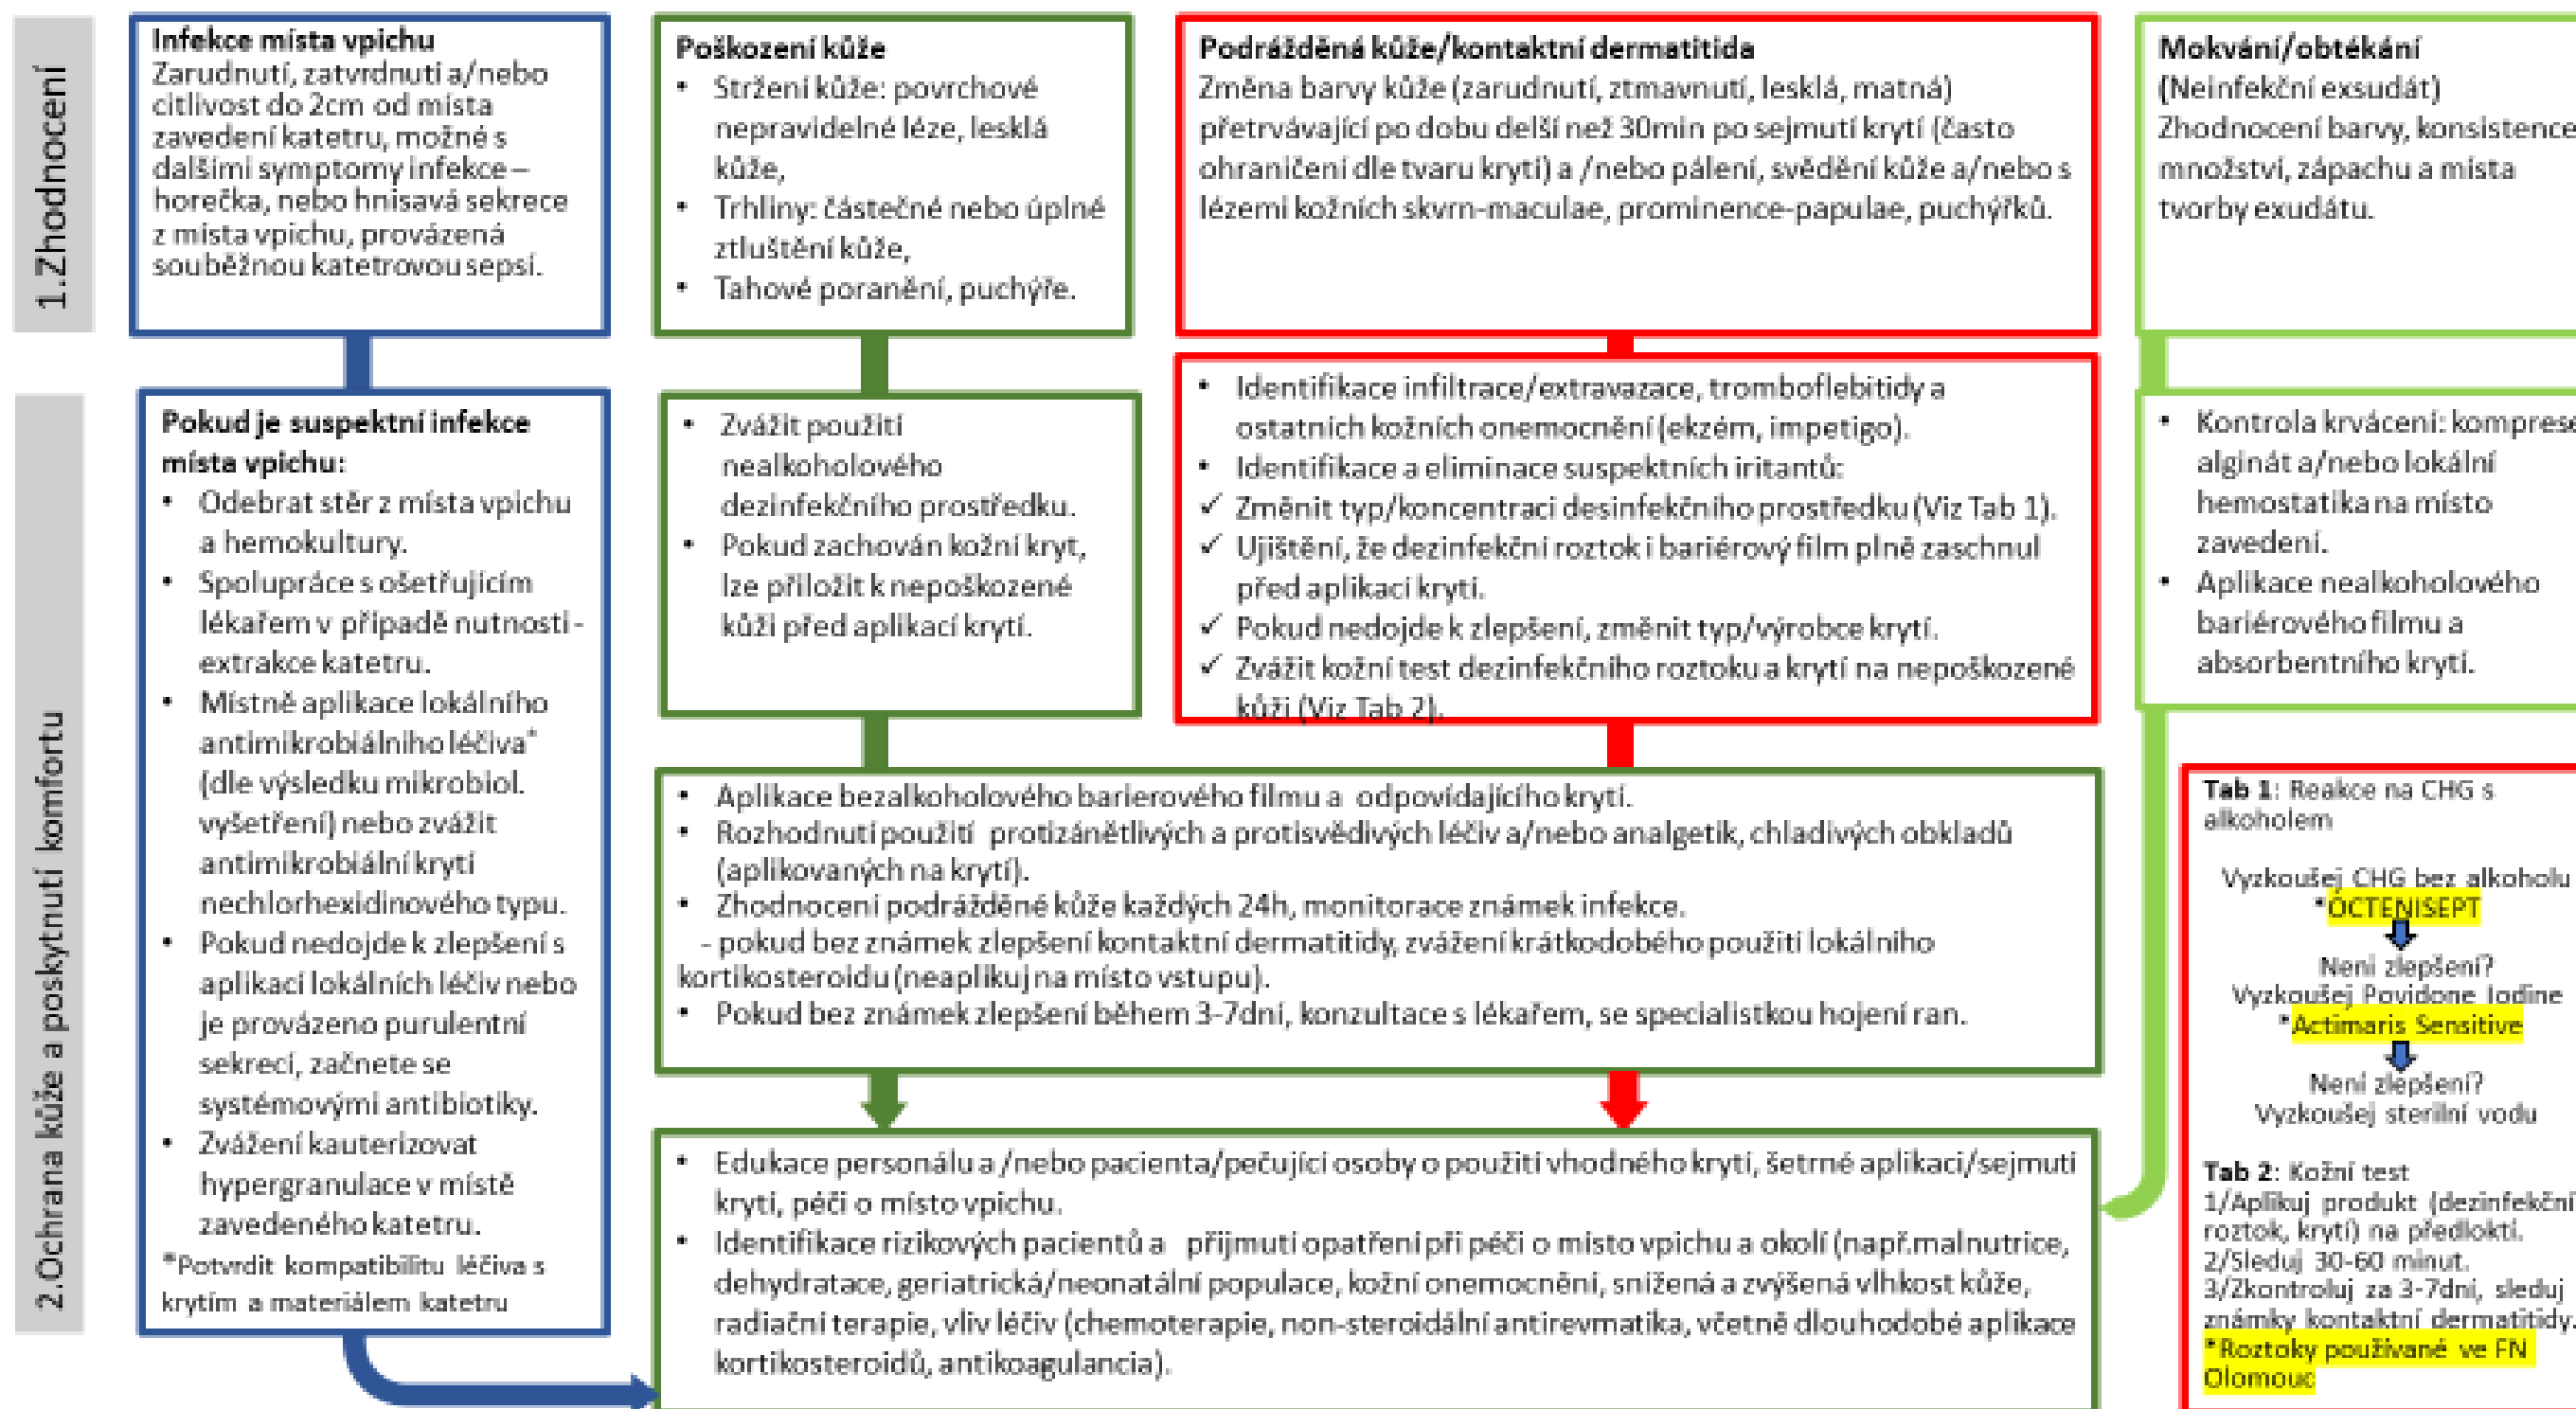 1.Zhodnocení
Infekce místa vpichu
Zarudnutí, zatvrdnutí a/nebo
citlivost do 2cm od místa
zavedení katetru, možné s
dalšími symptomy infekce –
horečka, nebo hnisavá sekrece
z místa vpichu, provázená
souběžnou katetrovou sepsí.
Poškození kůže
• Stržení kůže: povrchové
nepravidelné léze, lesklá
kůže,
• Trhliny: částečné nebo úplné
ztluštění kůže,
• Tahové poranění, puchýře.
Podrážděná kůže/kontaktní dermatitida
Změna barvy kůže (zarudnutí, ztmavnutí, lesklá, matná)
přetrvávající po dobu delší než 30min po sejmutí krytí (často
ohraničení dle tvaru krytí) a /nebo pálení, svědění kůže a/nebo s
lézemi kožních skvrn-maculae, prominence-papulae, puchýřků.
Mokvání/obtékání
(Neinfekční exsudát)
Zhodnocení barvy, konsistence
množství, zápachu a místa
tvorby exudátu.
2.Ochrana kůže a poskytnutí komfortu
Pokud je suspektní infekce
místa vpichu:
• Odebrat stěr z místa vpichu
a hemokultury.
• Spolupráce s ošetřujícím
lékařem v případě nutnosti -
extrakce katetru.
• Místně aplikace lokálního
antimikrobiálního léčiva*
(dle výsledku mikrobiol.
vyšetření) nebo zvážit
antimikrobiální krytí
nechlorhexidinového typu.
• Pokud nedojde k zlepšení s
aplikací lokálních léčiv nebo
je provázeno purulentní
sekrecí, začnete se
systémovými antibiotiky.
• Zvážení kauterizovat
hypergranulace v místě
zavedeného katetru.
*Potvrdit kompatibilitu léčiva s
krytím a materiálem katetru
• Zvážit použití
nealkoholového
dezinfekčního prostředku.
• Pokud zachován kožní kryt,
lze přiložit k nepoškozené
kůži před aplikací krytí.
• Identifikace infiltrace/extravazace, tromboflebitidy a
ostatních kožních onemocnění (ekzém, impetigo).
• Identifikace a eliminace suspektních iritantů:
✓ Změnit typ/koncentraci desinfekčního prostředku (Viz Tab 1).
✓ Ujištění, že dezinfekční roztok i bariérový film plně zaschnul
před aplikací krytí.
✓ Pokud nedojde k zlepšení, změnit typ/výrobce krytí.
✓ Zvážit kožní test dezinfekčního roztoku a krytí na nepoškozené
kůži (Viz Tab 2).
• Kontrola krvácení: komprese
alginát a/nebo lokální
hemostatika na místo
zavedení.
• Aplikace nealkoholového
bariérového filmu a
absorbentního krytí.
• Aplikace bezalkoholového barierového filmu a odpovídajícího krytí.
• Rozhodnutí použití protizánětlivých a protisvědivých léčiv a/nebo analgetik, chladivých obkladů
(aplikovaných na krytí).
• Zhodnocení podrážděné kůže každých 24h, monitorace známek infekce.
- pokud bez známek zlepšení kontaktní dermatitidy, zvážení krátkodobého použití lokálního
kortikosteroidu (neaplikuj na místo vstupu).
• Pokud bez známek zlepšení během 3-7dní, konzultace s lékařem, se specialistkou hojení ran.
• Edukace personálu a /nebo pacienta/pečující osoby o použití vhodného krytí, šetrné aplikaci/sejmutí
krytí, péči o místo vpichu.
• Identifikace rizikových pacientů a přijmutí opatření při péči o místo vpichu a okolí (např.malnutrice,
dehydratace, geriatrická/neonatální populace, kožní onemocnění, snížená a zvýšená vlhkost kůže,
radiační terapie, vliv léčiv (chemoterapie, non-steroidální antirevmatika, včetně dlouhodobé aplikace
kortikosteroidů, antikoagulancia).
Tab 1: Reakce na CHG s
alkoholem
Vyzkoušej CHG bez alkoholu
*OCTENISEPT
Není zlepšení?
Vyzkoušej Povidone Iodine
*Actimaris Sensitive
Není zlepšení?
Vyzkoušej sterilní vodu
Tab 2: Kožní test
1/Aplikuj produkt (dezinfekční
roztok, krytí) na předloktí.
2/Sleduj 30-60 minut.
3/Zkontroluj za 3-7dní, sleduj
známky kontaktní dermatitidy.
*Roztoky používané ve FN
Olomouc